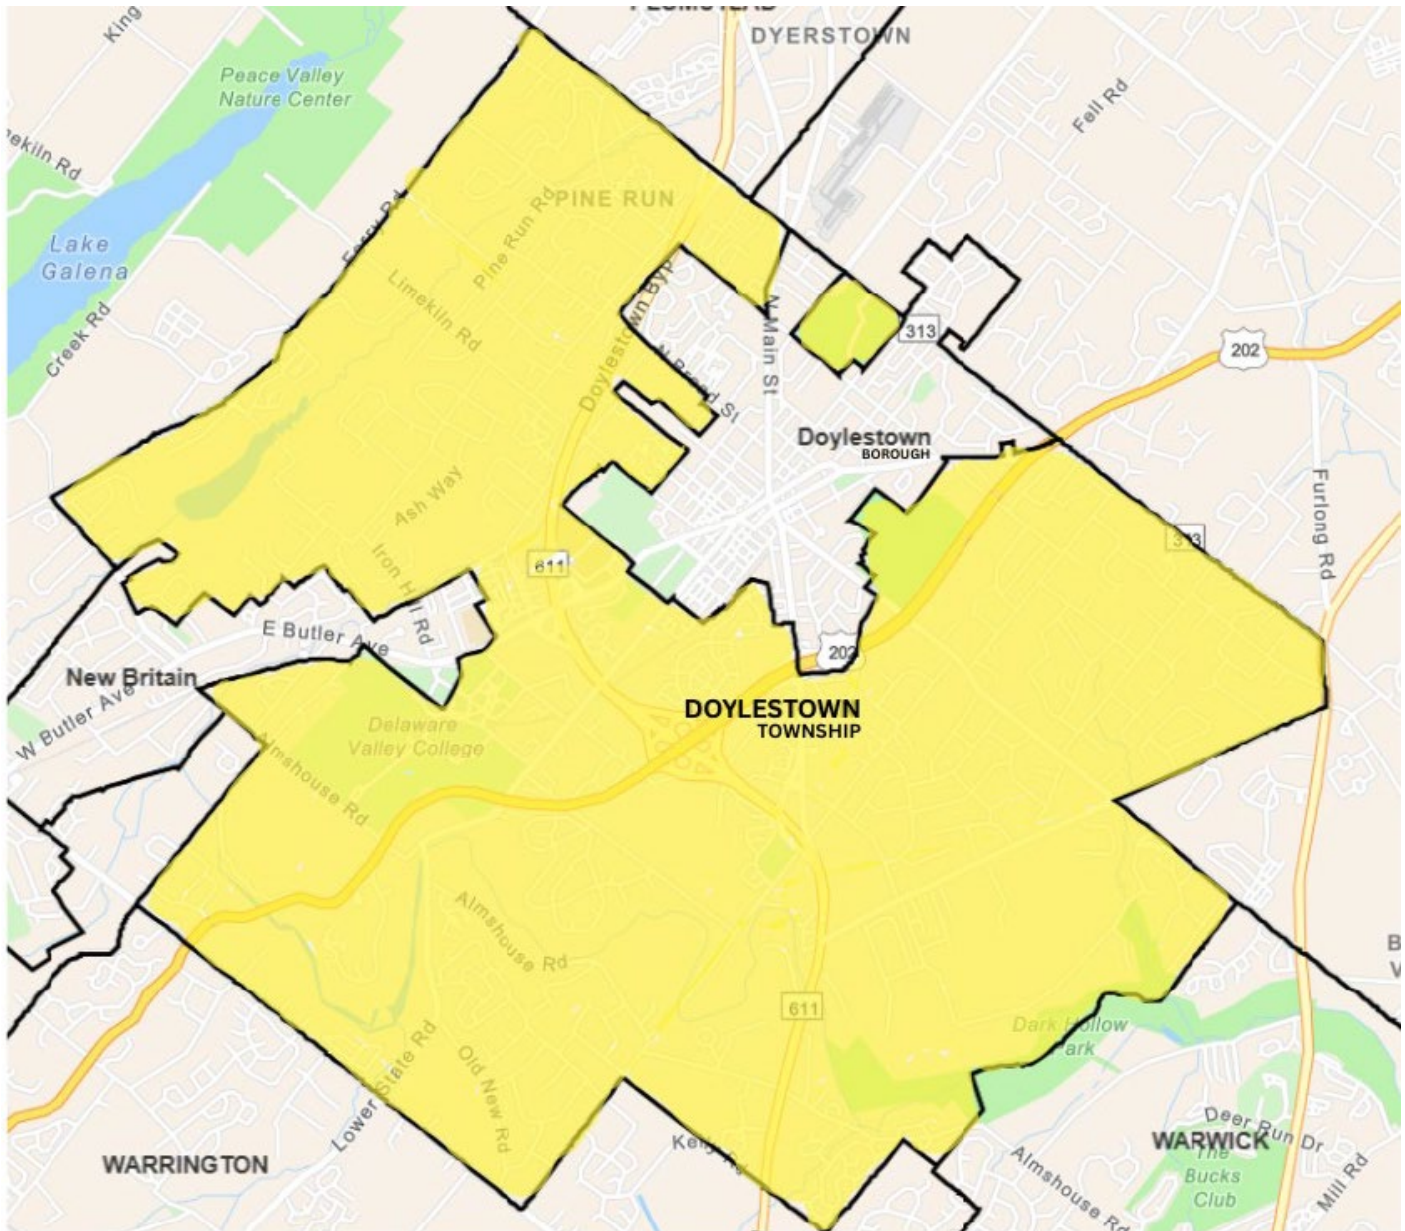 PLUMSTEAD
DYERSTOWN
King
Peace Valley
Nature Center
Fell Rd
Limekiln Rd
PINE RUN
Pine Run Rd
Ferry Rd
Lake
Galena
Limekiln Rd
Doylestown Byp
N Main St
313
202
Creek Rd
N Broad St
Doylestown
BOROUGH
Ash Way
Furlong Rd
313
611
Iron Hill Rd
E Butler Ave
202
New Britain
W Butler Ave
DOYLESTOWN
TOWNSHIP
Delaware
Valley College
Almshouse Rd
Almshouse Rd
B
V
611
Dark Hollow
Park
Lower State Rd
Old New Rd
Kelly Rd
Deer Run Dr
WARRINGTON
WARWICK
The
Bucks
Club
Almshouse Rd
Mill Rd